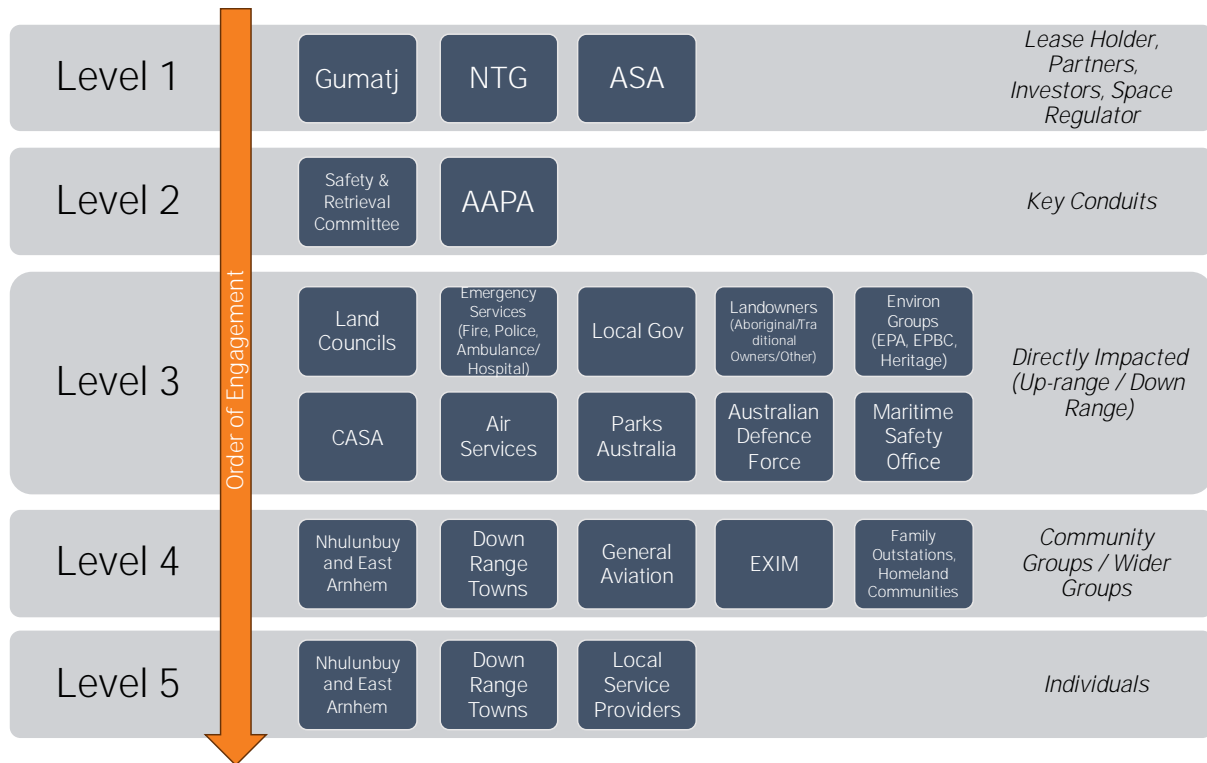 Order of Engagement
Level 1
Gumatj
NTG
ASA
Lease Holder,
Partners,
Investors, Space
Regulator
Level 2
Safety &
Retrieval
Committee
AAPA
Key Conduits
Level 3
Land
Councils
Emergency
Services
(Fire, Police,
Ambulance/
Hospital)
Local Gov
Landowners
(Aboriginal/Tra
ditional
Owners/Other)
Environ
Groups
(EPA, EPBC,
Heritage)
CASA
Air
Services
Parks
Australia
Australian
Defence
Force
Maritime
Safety
Office
Directly Impacted
(Up-range / Down
Range)
Level 4
Nhulunbuy
and East
Arnhem
Down
Range
Towns
General
Aviation
EXIM
Family
Outstations,
Homeland
Communities
Community
Groups / Wider
Groups
Level 5
Nhulunbuy
and East
Arnhem
Down
Range
Towns
Local
Service
Providers
Individuals